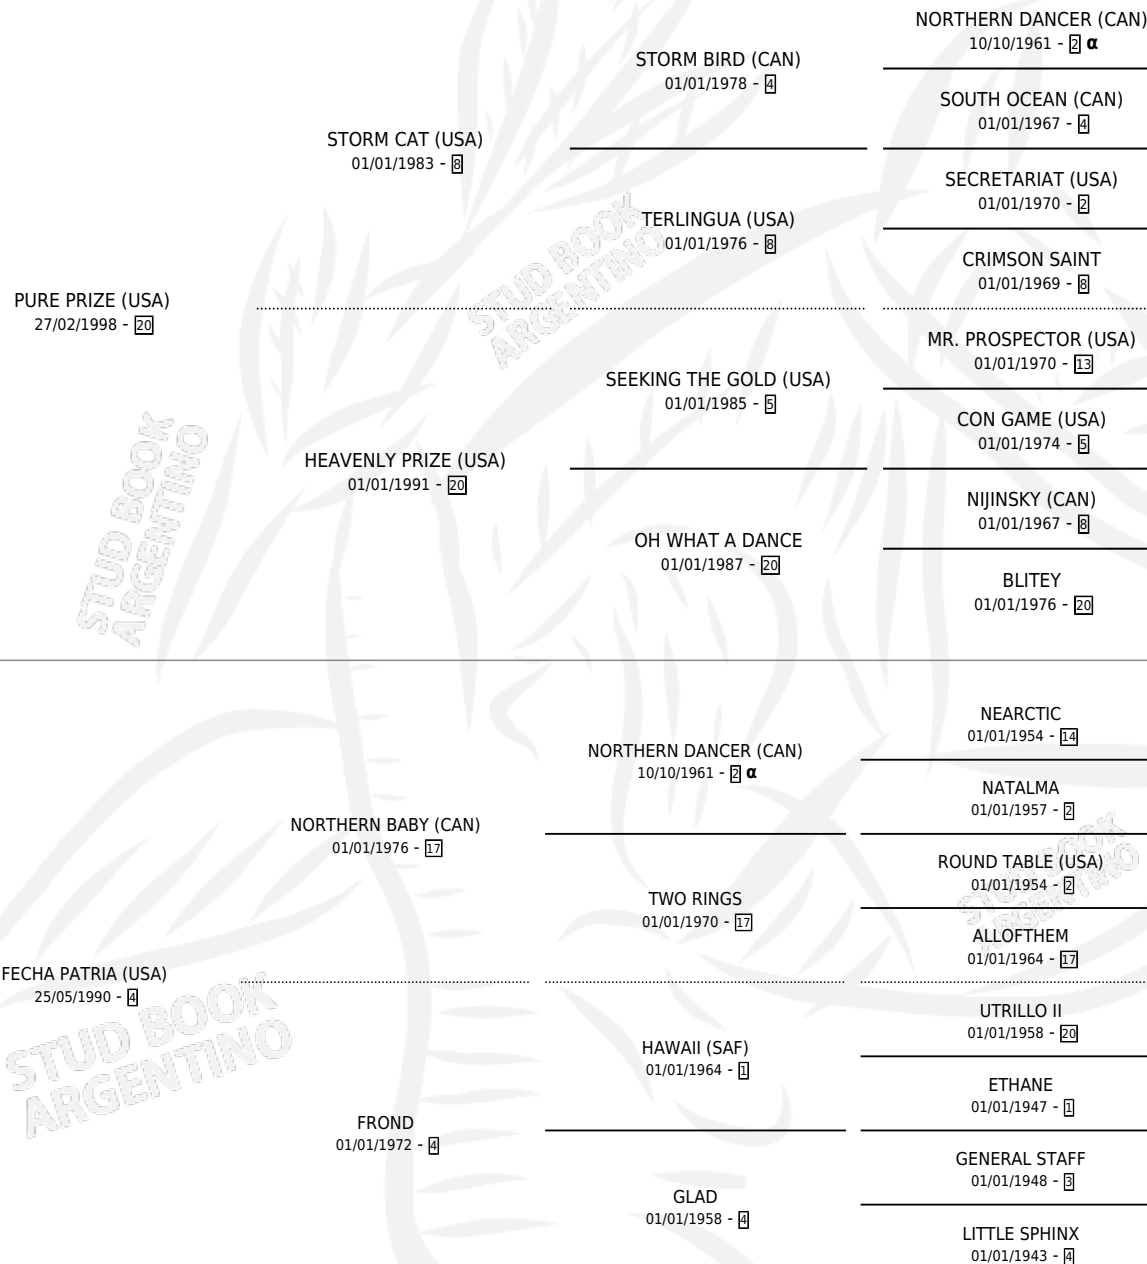 NORTHERN DANCER (CAN)
10/10/1961 - 2 α
STORM BIRD (CAN)
01/01/1978 - 4
SOUTH OCEAN (CAN)
01/01/1967 - 4
STORM CAT (USA)
01/01/1983 - 8
SECRETARIAT (USA)
01/01/1970 - 2
TERLINGUA (USA)
01/01/1976 - 8
CRIMSON SAINT
01/01/1969 - 8
PURE PRIZE (USA)
27/02/1998 - 20
STUD BOOK
ARGENTINO
MR. PROSPECTOR (USA)
01/01/1970 - 13
SEEKING THE GOLD (USA)
01/01/1985 - 5
CON GAME (USA)
01/01/1974 - 5
HEAVENLY PRIZE (USA)
01/01/1991 - 20
NIJINSKY (CAN)
01/01/1967 - 8
OH WHAT A DANCE
01/01/1987 - 20
BLITEY
01/01/1976 - 20
STUD BOOK
ARGENTINO
NEARCTIC
01/01/1954 - 14
NORTHERN DANCER (CAN)
10/10/1961 - 2 α
NATALMA
01/01/1957 - 2
NORTHERN BABY (CAN)
01/01/1976 - 17
ROUND TABLE (USA)
01/01/1954 - 2
TWO RINGS
01/01/1970 - 17
ALLOFTHEM
01/01/1964 - 17
STUD BOOK
ARGENTINO
FECHA PATRIA (USA)
25/05/1990 - 4
STUD BOOK
ARGENTINO
UTRILLO II
01/01/1958 - 20
HAWAII (SAF)
01/01/1964 - 1
ETHANE
01/01/1947 - 1
FROND
01/01/1972 - 4
GENERAL STAFF
01/01/1948 - 3
GLAD
01/01/1958 - 4
LITTLE SPHINX
01/01/1943 - 4